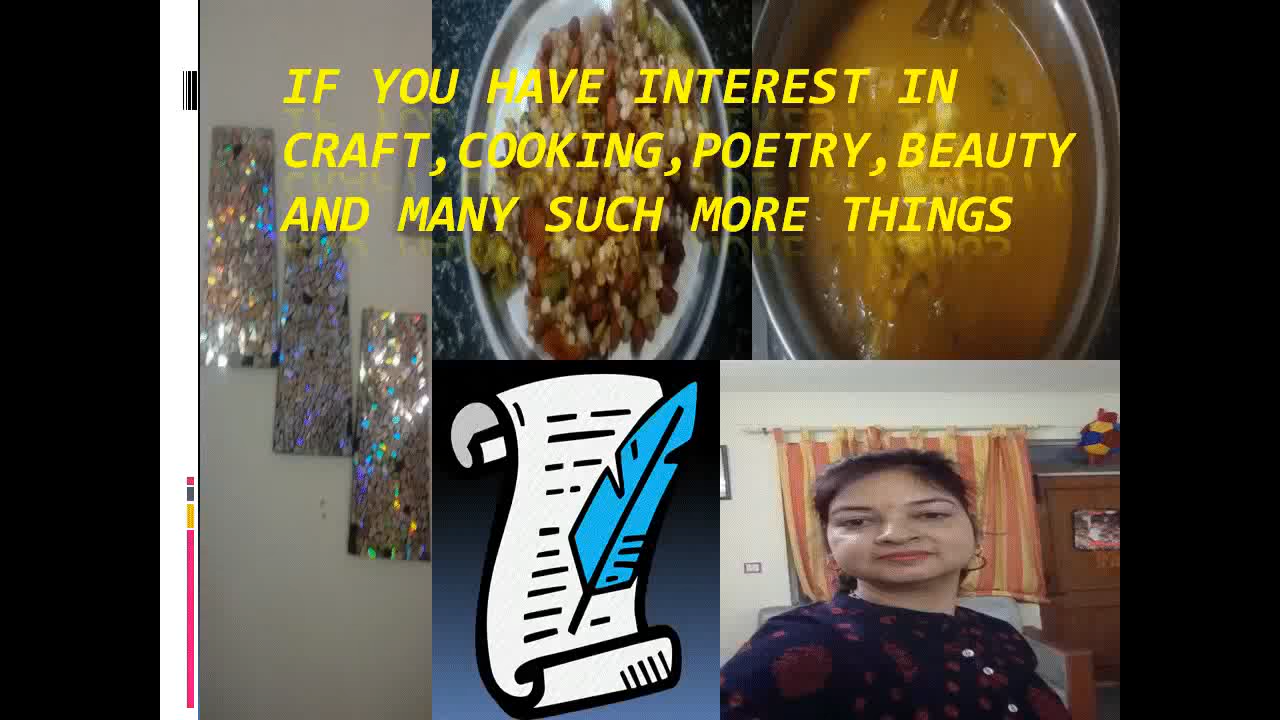 IF YOU HAVE INTEREST IN
CRAFT,COOKING,POETRY,BEAUTY
AND MANY SUCH MORE THINGS